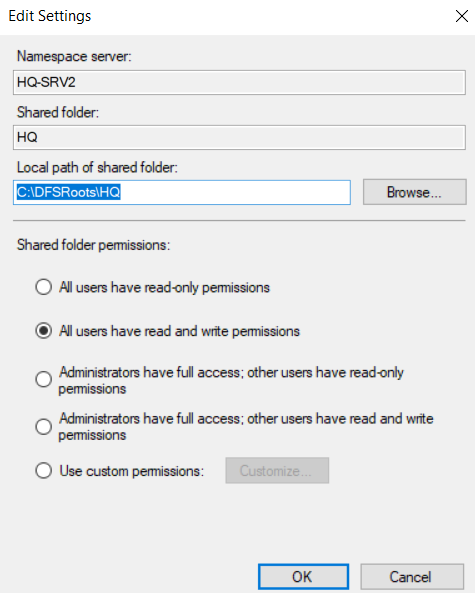 Edit Settings
Namespace server:
HQ-SRV2
Shared folder:
HQ
Local path of shared folder:
C:\DFSRoots\HQ
Browse...
Shared folder permissions:
All users have read-only permissions
All users have read and write permissions
Administrators have full access; other users have read-only
permissions
Administrators have full access; other users have read and write
permissions
Use custom permissions:
Customize...
OK
Cancel